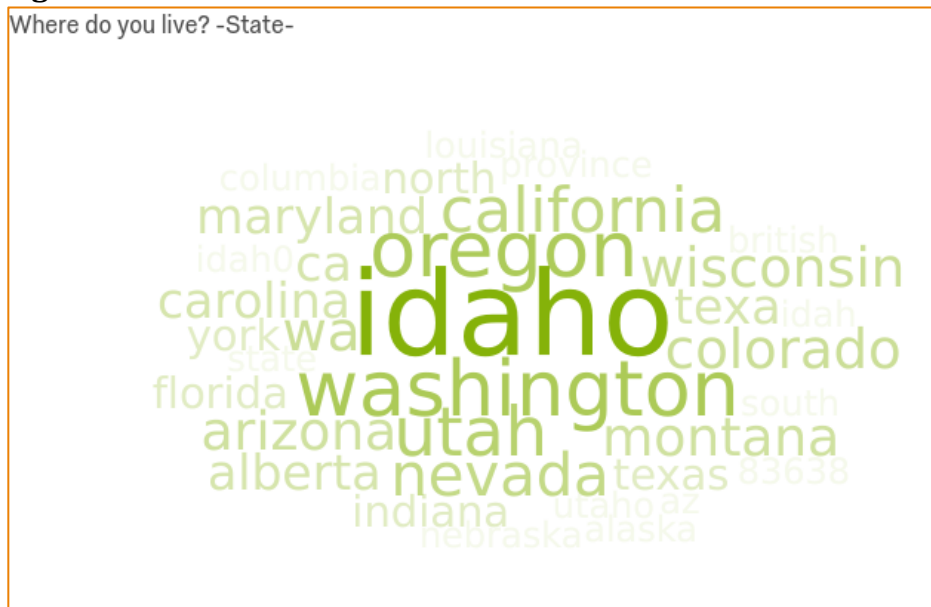 Where do you live? -State-
louisiana
province
columbia north
maryland california
british
oregon
idah0 ca wisconsin
carolina idaho texa idah
york wa
state colorado
florida washington south
arizona utah montana
alberta nevada texas 83638
indiana utaho az
nebraska alaska